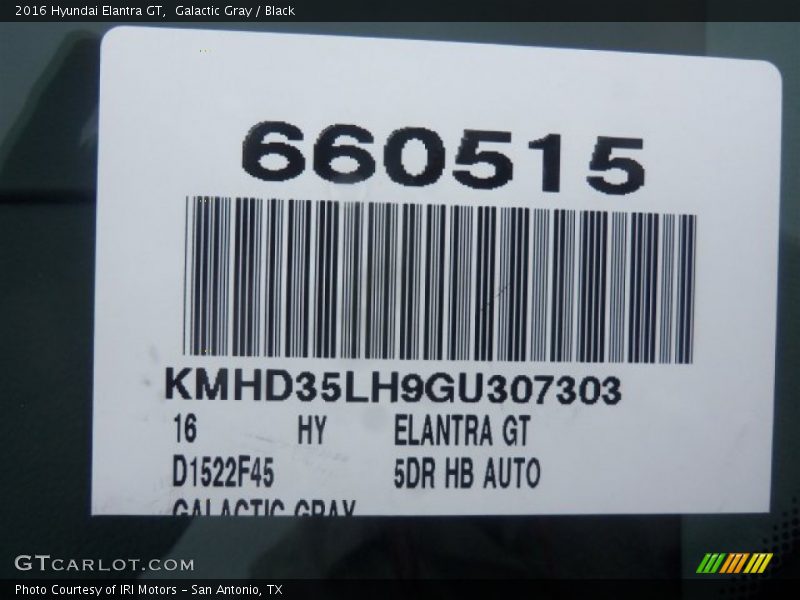 2016 Hyundai Elantra GT,  Galactic Gray / Black
660515
KMHD35LH9GU307303
16 HY ELANTRA GT
D1522F45 5DR HB AUTO
GALACTIC GRAY
GTCARLOT.COM
Photo Courtesy of IRI Motors - San Antonio, TX